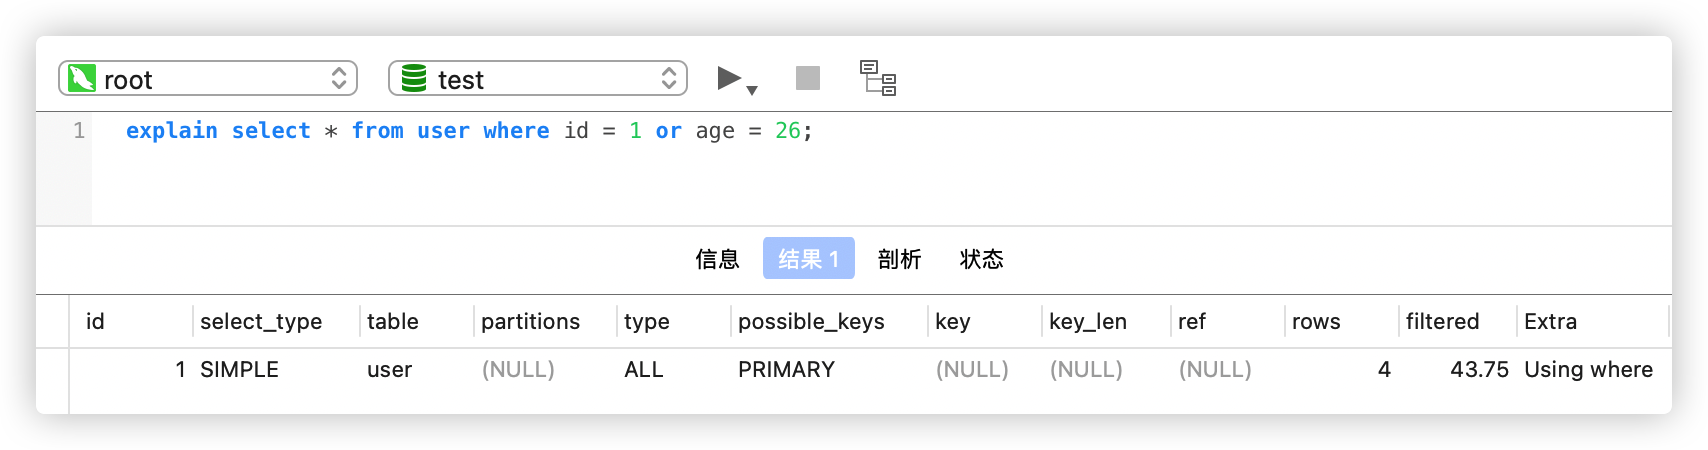 root test
1 explain select * from user where id = 1 or age = 26;
信息 结果 1 剖析 状态
id select_type table partitions type possible_keys key key_len ref rows filtered Extra
1 SIMPLE user (NULL) ALL PRIMARY (NULL) (NULL) (NULL) 4 43.75 Using where